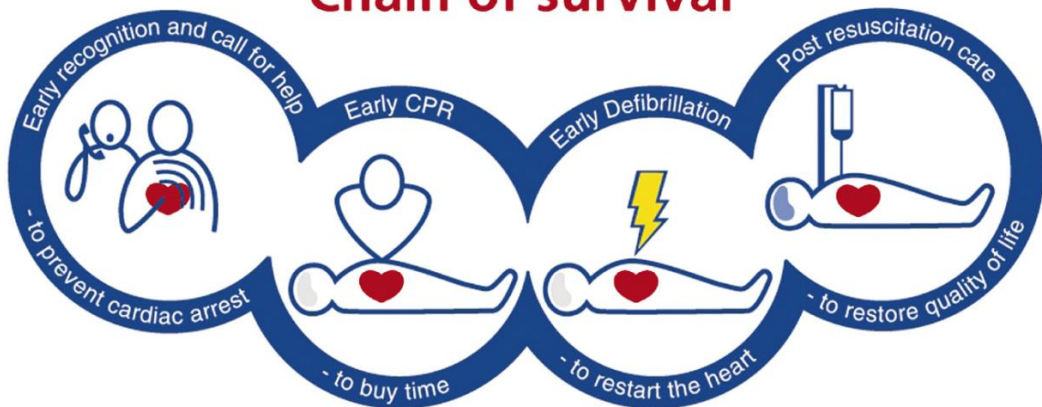 Chain of survival
Early recognition and call for help
- to prevent cardiac arrest
Early CPR
- to buy time
Early Defibrillation
- to restart the heart
Post resuscitation care
- to restore quality of life